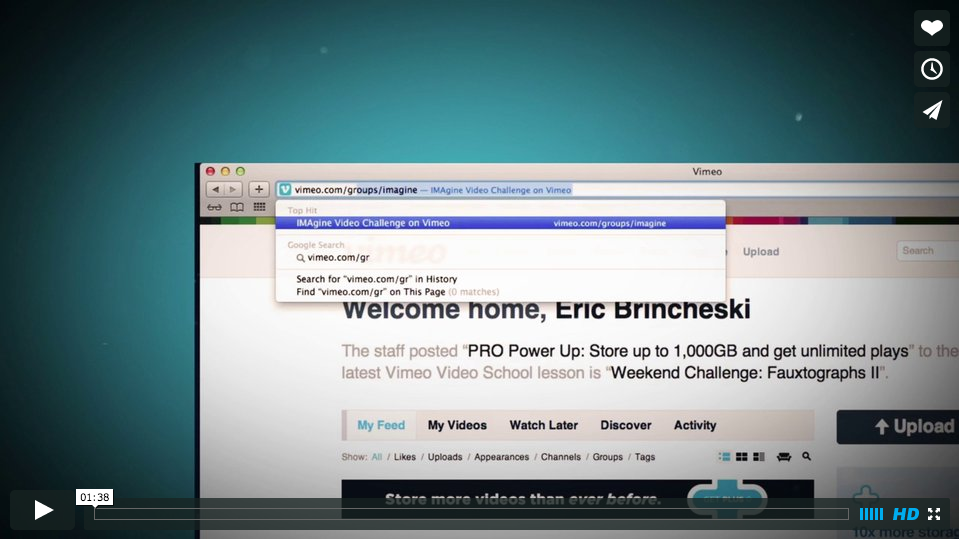 Vimeo
vimeo.com/groups/imagine — IMAgine Video Challenge on Vimeo
Top Hit
IMAgine Video Challenge on Vimeo vimeo.com/groups/imagine
Google Search
vimeo.com/gr
Search for "vimeo.com/gr" in History
Find "vimeo.com/gr" on This Page (0 matches)
vimeo
Upload
Search
Welcome home, Eric Brincheski
The staff posted “PRO Power Up: Store up to 1,000GB and get unlimited plays” to the
latest Vimeo Video School lesson is “Weekend Challenge: Fauxtographs II”.
My Feed My Videos Watch Later Discover Activity
Upload
Show: All / Likes / Uploads / Appearances / Channels / Groups / Tags
Store more videos than ever before.
GET PLUS
01:38
HD
10x more storag